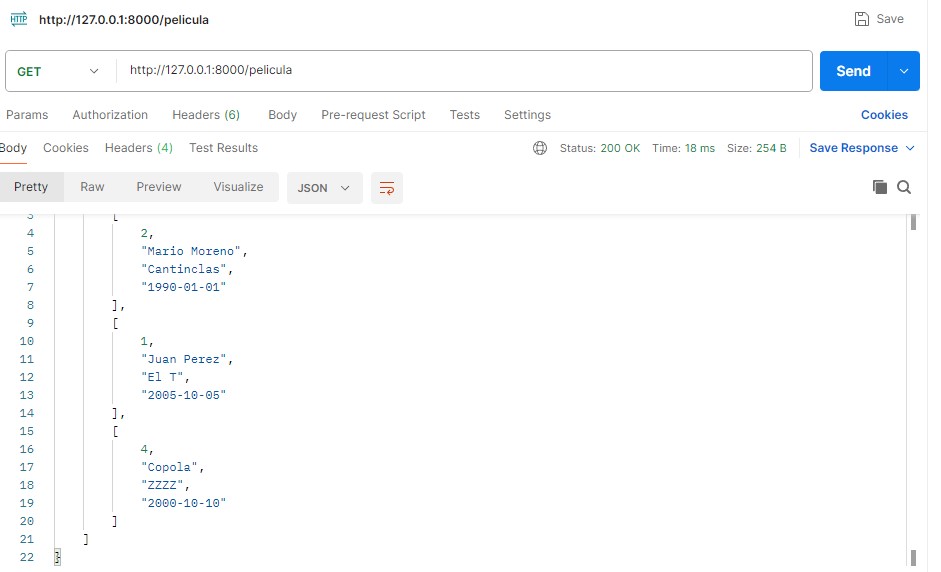 HTTP http://127.0.0.1:8000/pelicula Save
GET http://127.0.0.1:8000/pelicula Send
Params Authorization Headers (6) Body Pre-request Script Tests Settings Cookies
Body Cookies Headers (4) Test Results Status: 200 OK Time: 18 ms Size: 254 B Save Response
Pretty Raw Preview Visualize JSON
3 [
4 2,
5 "Mario Moreno",
6 "Cantinclas",
7 "1990-01-01"
8 ],
9 [
10 1,
11 "Juan Perez",
12 "El T",
13 "2005-10-05"
14 ],
15 [
16 4,
17 "Copola",
18 "ZZZZ",
19 "2000-10-10"
20 ]
21 ]
22 }